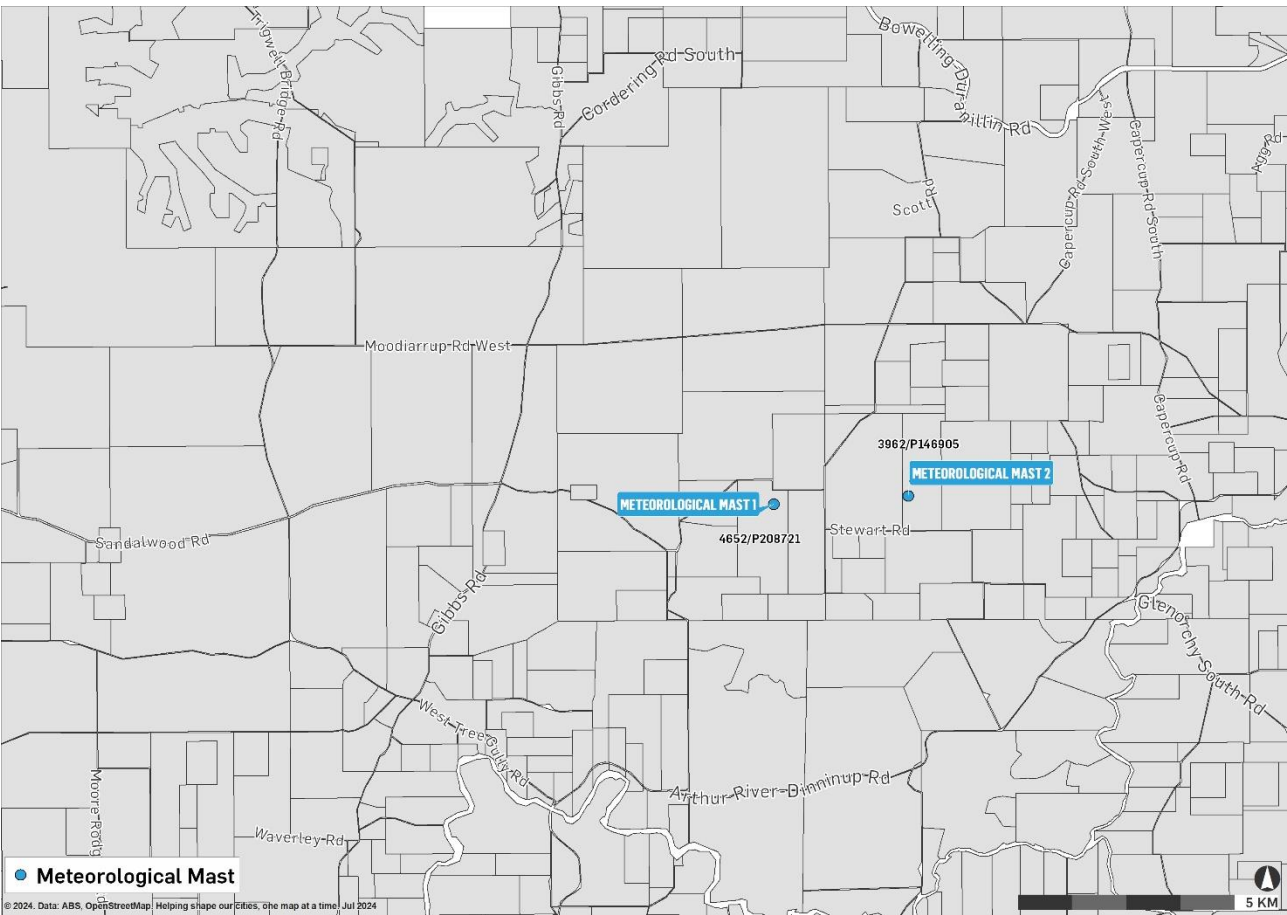 Trigwell Bridge Rd
Gibbs Rd
Cordering Rd South
Bowelling-Duranillin Rd
Capercup Rd South-West
Capercup Rd South
Agg Rd
Scott Rd
Moodiarrup Rd West
Capercup Rd
3962/P146905
METEOROLOGICAL MAST 2
METEOROLOGICAL MAST 1
Stewart Rd
4652/P208721
Sandalwood Rd
Gibbs Rd
Glenorchy South Rd
West Tree Gully Rd
Arthur River-Dinninup Rd
Moore Rodg
Waverley Rd
Meteorological Mast
5 KM
© 2024. Data: ABS, OpenStreetMap. Helping shape our cities, one map at a time. Jul 2024